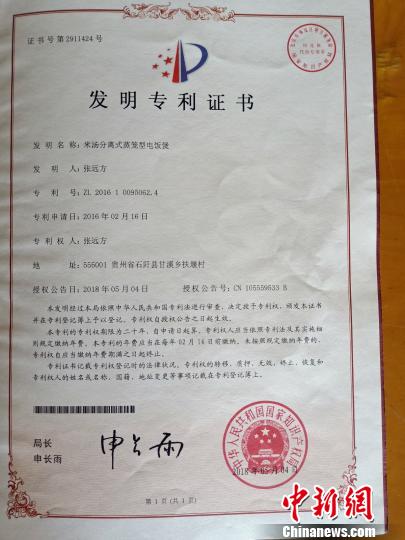 证书号第2911424号
发明专利证书
发明名称：米汤分离式蒸笼型电饭煲
发明人：张远方
专利号：ZL 2016 1 0095062.4
专利申请日：2016年02月16日
专利权人：张远方
地址：555001 贵州省石阡县甘溪乡扶堰村
授权公告日：2018年05月04日 授权公告号：CN 105559533 B
本发明经过本局依照中华人民共和国专利法进行审查，决定授予专利权，颁发本证书
并在专利登记簿上予以登记。专利权自授权公告之日起生效。
本专利的专利权期限为二十年，自申请日起算。专利权人应当依照专利法及其实施细
则规定缴纳年费。本专利的年费应当在每年02月16日前缴纳。未按照规定缴纳年费的，
专利权自应当缴纳年费期满之日起终止。
专利证书记载专利权登记时的法律状况。专利权的转移、质押、无效、终止、恢复和
专利权人的姓名或名称、国籍、地址变更等事项记载在专利登记簿上。
局长
申长雨
中华人民共和国国家知识产权局
2018年05月04日
第1页(共1页)
中新网
www.chinanews.com